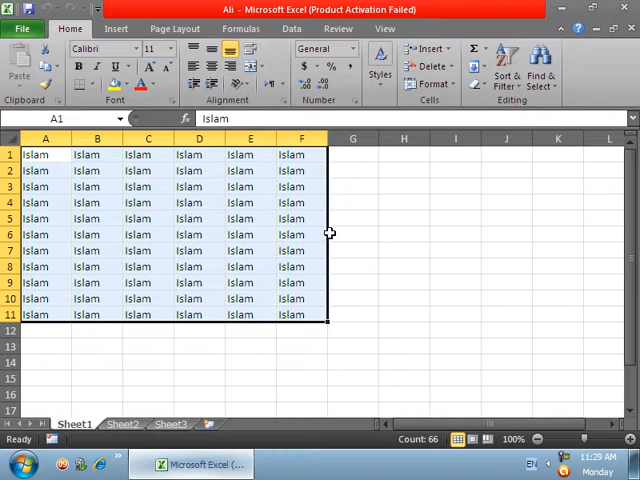 Ali - Microsoft Excel (Product Activation Failed)
File Home Insert Page Layout Formulas Data Review View
Paste
Calibri 11
B I U
A A
General
$ % ,
Styles
Insert
Delete
Format
Σ
Sort & Filter
Find & Select
Clipboard Font Alignment Number Cells Editing
A1 fx Islam
A B C D E F G H I J K L
1 Islam Islam Islam Islam Islam Islam
2 Islam Islam Islam Islam Islam Islam
3 Islam Islam Islam Islam Islam Islam
4 Islam Islam Islam Islam Islam Islam
5 Islam Islam Islam Islam Islam Islam
6 Islam Islam Islam Islam Islam Islam
7 Islam Islam Islam Islam Islam Islam
8 Islam Islam Islam Islam Islam Islam
9 Islam Islam Islam Islam Islam Islam
10 Islam Islam Islam Islam Islam Islam
11 Islam Islam Islam Islam Islam Islam
12
13
14
15
16
17
Sheet1 Sheet2 Sheet3
Ready Count: 66 100%
Microsoft Excel (... EN 11:29 AM
Monday